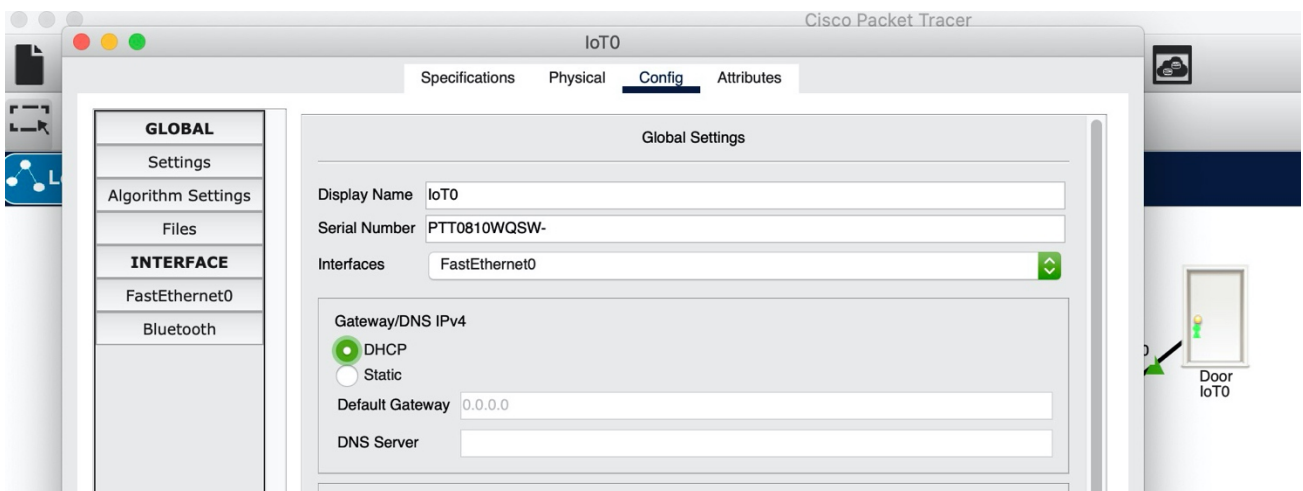 Cisco Packet Tracer
IoT0
Specifications Physical Config Attributes
GLOBAL
Settings
Algorithm Settings
Files
INTERFACE
FastEthernet0
Bluetooth
Global Settings
Display Name IoT0
Serial Number PTT0810WQSW-
Interfaces FastEthernet0
Gateway/DNS IPv4
DHCP
Static
Default Gateway 0.0.0.0
DNS Server
Door
IoT0